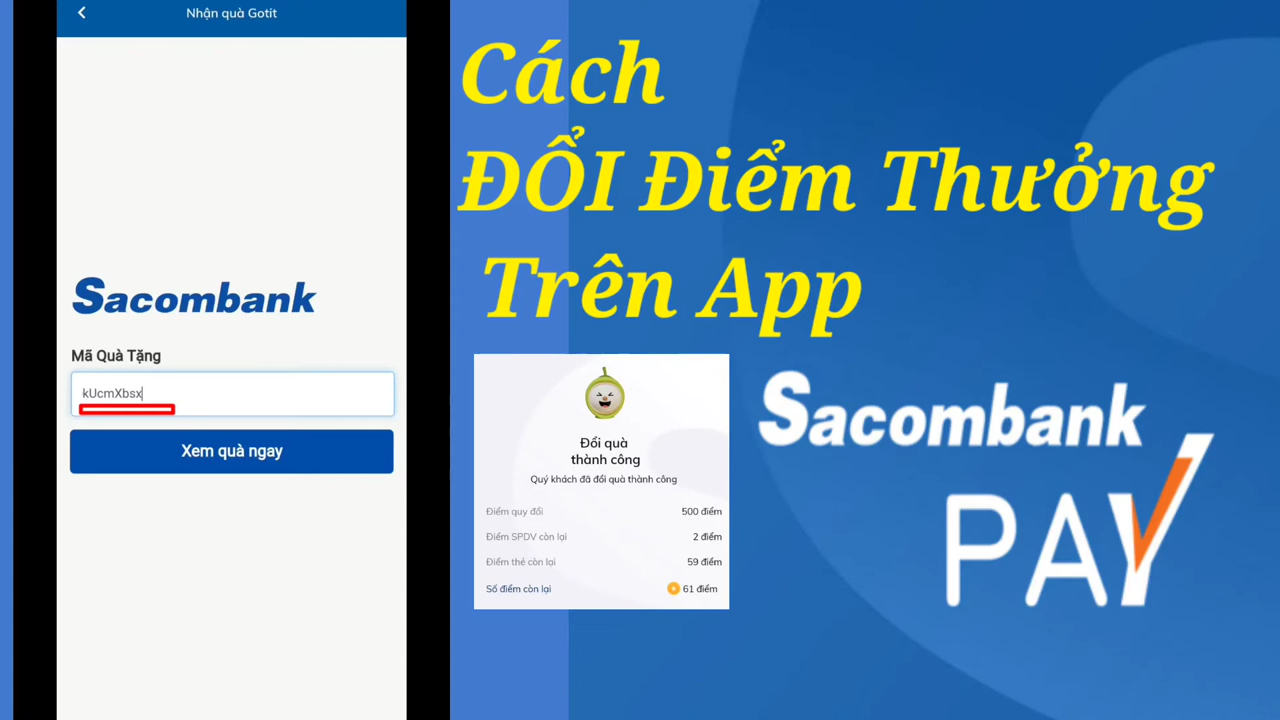 Nhận quà Gotit
Sacombank
Mã Quà Tặng
kUcmXbsx
Xem quà ngay
Cách
ĐỔI Điểm Thưởng
Trên App
Đổi quà
thành công
Quý khách đã đổi quà thành công
Điểm quy đổi 500 điểm
Điểm SPDV còn lại 2 điểm
Điểm thẻ còn lại 59 điểm
Số điểm còn lại 61 điểm
Sacombank
PAY